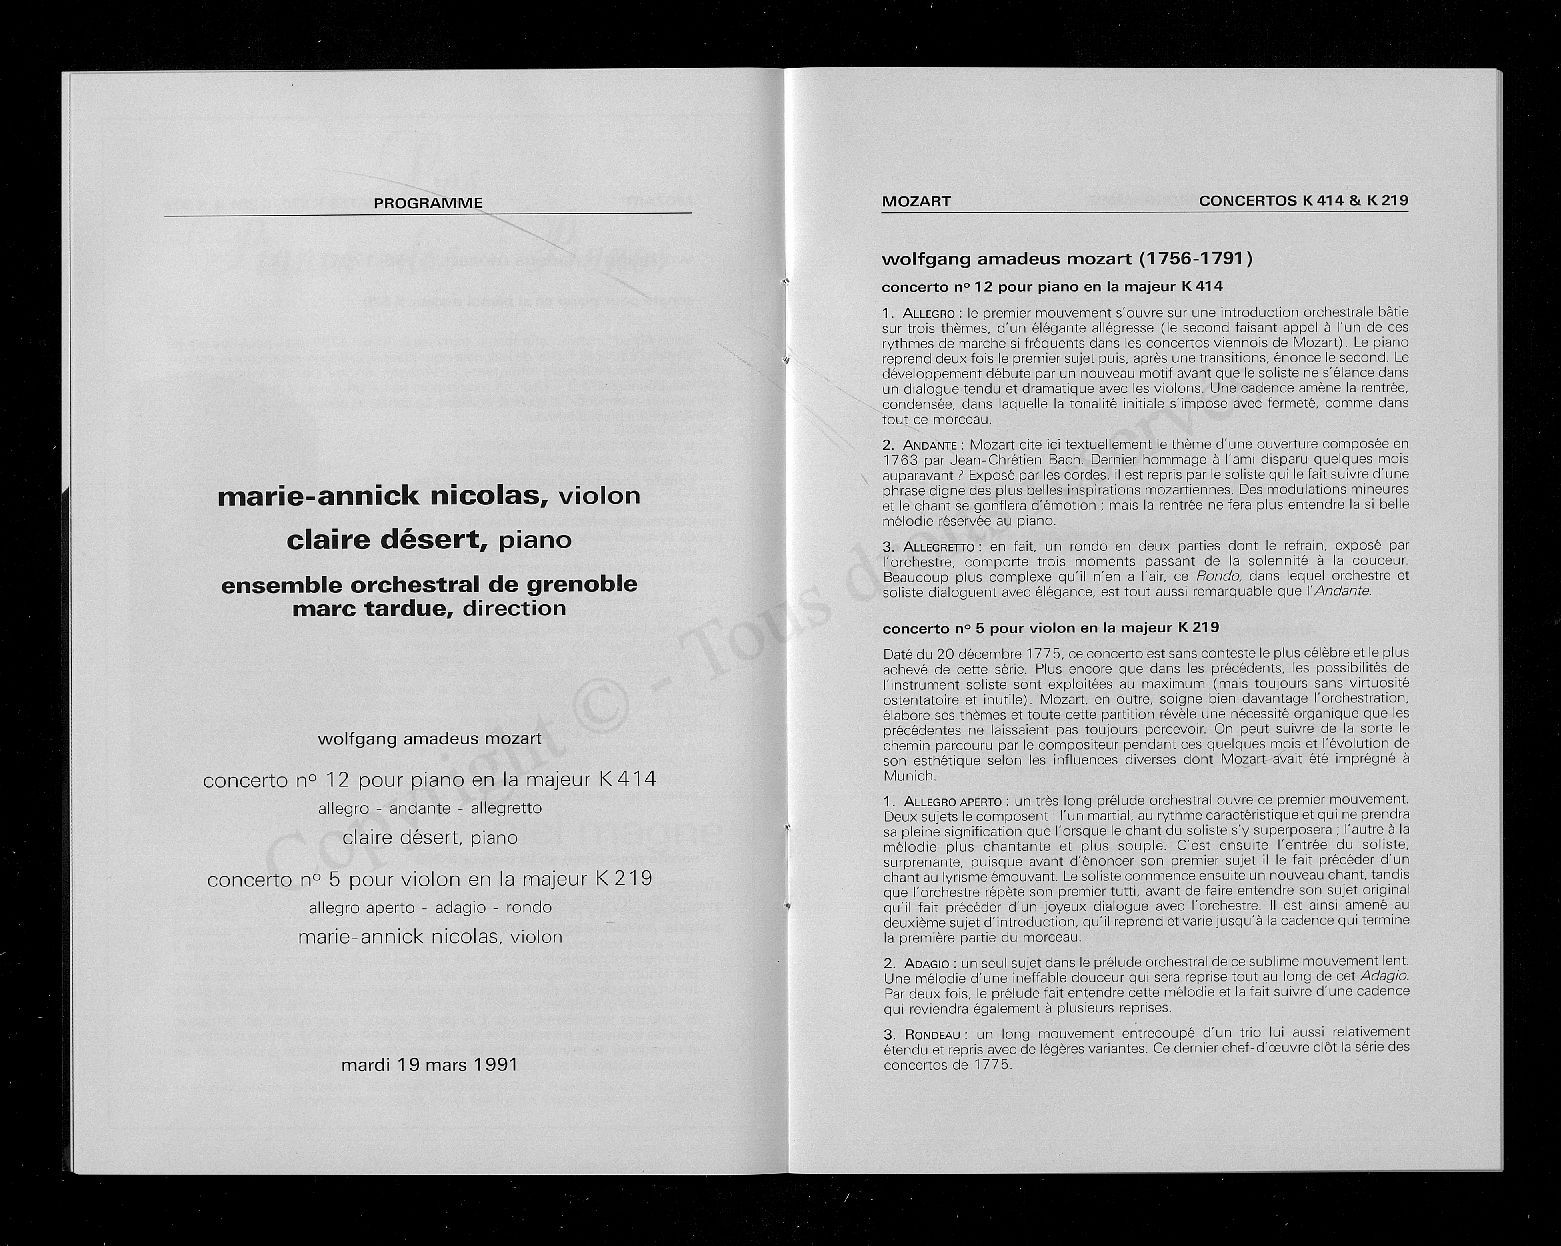 PROGRAMME
marie-annick nicolas, violon
claire désert, piano
ensemble orchestral de grenoble
marc tardue, direction
wolfgang amadeus mozart
concerto nº 12 pour piano en la majeur K 414
allegro - andante - allegretto
claire désert, piano
concerto nº 5 pour violon en la majeur K 219
allegro aperto - adagio - rondo
marie-annick nicolas, violon
mardi 19 mars 1991
MOZART CONCERTOS K 414 & K 219
wolfgang amadeus mozart (1756-1791)
concerto nº 12 pour piano en la majeur K 414
1. ALLEGRO : le premier mouvement s'ouvre sur une introduction orchestrale bâtie
sur trois thèmes, d'un élégante allégresse (le second faisant appel à l'un de ces
rythmes de marche si fréquents dans les concertos viennois de Mozart). Le piano
reprend deux fois le premier sujet puis, après une transitions, énonce le second. Le
développement débute par un nouveau motif avant que le soliste ne s'élance dans
un dialogue tendu et dramatique avec les violons. Une cadence amène la rentrée,
condensée, dans laquelle la tonalité initiale s'impose avec fermeté, comme dans
tout ce morceau.
2. ANDANTE : Mozart cite ici textuellement le thème d'une ouverture composée en
1763 par Jean-Chrétien Bach. Dernier hommage à l'ami disparu quelques mois
auparavant ? Exposé par les cordes, il est repris par le soliste qui le fait suivre d'une
phrase digne des plus belles inspirations mozartiennes. Des modulations mineures
et le chant se gonflera d'émotion : mais la rentrée ne fera plus entendre la si belle
mélodie réservée au piano.
3. ALLEGRETTO : en fait, un rondo en deux parties dont le refrain, exposé par
l'orchestre, comporte trois moments passant de la solennité à la douceur.
Beaucoup plus complexe qu'il n'en a l'air, ce Rondo, dans lequel orchestre et
soliste dialoguent avec élégance, est tout aussi remarquable que l'Andante.
concerto nº 5 pour violon en la majeur K 219
Daté du 20 décembre 1775, ce concerto est sans conteste le plus célèbre et le plus
achevé de cette série. Plus encore que dans les précédents, les possibilités de
l'instrument soliste sont exploitées au maximum (mais toujours sans virtuosité
ostentatoire et inutile). Mozart, en outre, soigne bien davantage l'orchestration,
élabore ses thèmes et toute cette partition révèle une nécessité organique que les
précédentes ne laissaient pas toujours percevoir. On peut suivre de la sorte le
chemin parcouru par le compositeur pendant ces quelques mois et l'évolution de
son esthétique selon les influences diverses dont Mozart avait été imprégné à
Munich.
1. ALLEGRO APERTO : un très long prélude orchestral ouvre ce premier mouvement.
Deux sujets le composent : l'un martial, au rythme caractéristique et qui ne prendra
sa pleine signification que lorsque le chant du soliste s'y superposera ; l'autre à la
mélodie plus chantante et plus souple. C'est ensuite l'entrée du soliste,
surprenante, puisque avant d'énoncer son premier sujet il le fait précéder d'un
chant au lyrisme émouvant. Le soliste commence ensuite un nouveau chant, tandis
que l'orchestre répète son premier tutti, avant de faire entendre son sujet original
qu'il fait précéder d'un joyeux dialogue avec l'orchestre. Il est ainsi amené au
deuxième sujet d'introduction, qu'il reprend et varie jusqu'à la cadence qui termine
la première partie du morceau.
2. ADAGIO : un seul sujet dans le prélude orchestral de ce sublime mouvement lent.
Une mélodie d'une ineffable douceur qui sera reprise tout au long de cet Adagio.
Par deux fois, le prélude fait entendre cette mélodie et la fait suivre d'une cadence
qui reviendra également à plusieurs reprises.
3. RONDEAU : un long mouvement entrecoupé d'un trio lui aussi relativement
étendu et repris avec de légères variantes. Ce dernier chef-d'œuvre clôt la série des
concertos de 1775.
Copyright © - Tous droits